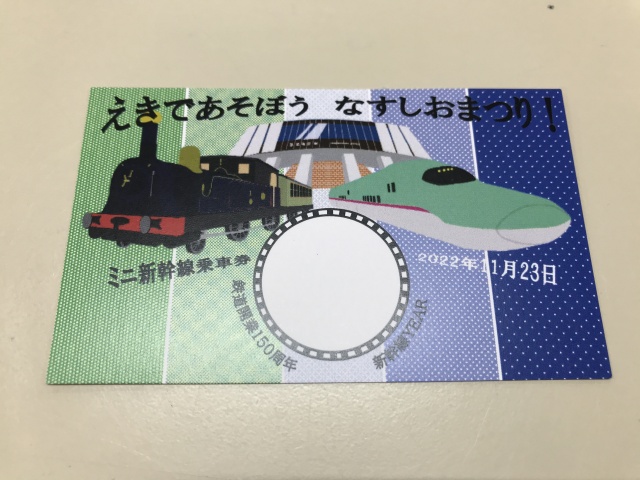 えきであそぼう なすしおまつり!
ミニ新幹線乗車券
2022年11月23日
鉄道開業150周年
新幹線YEAR